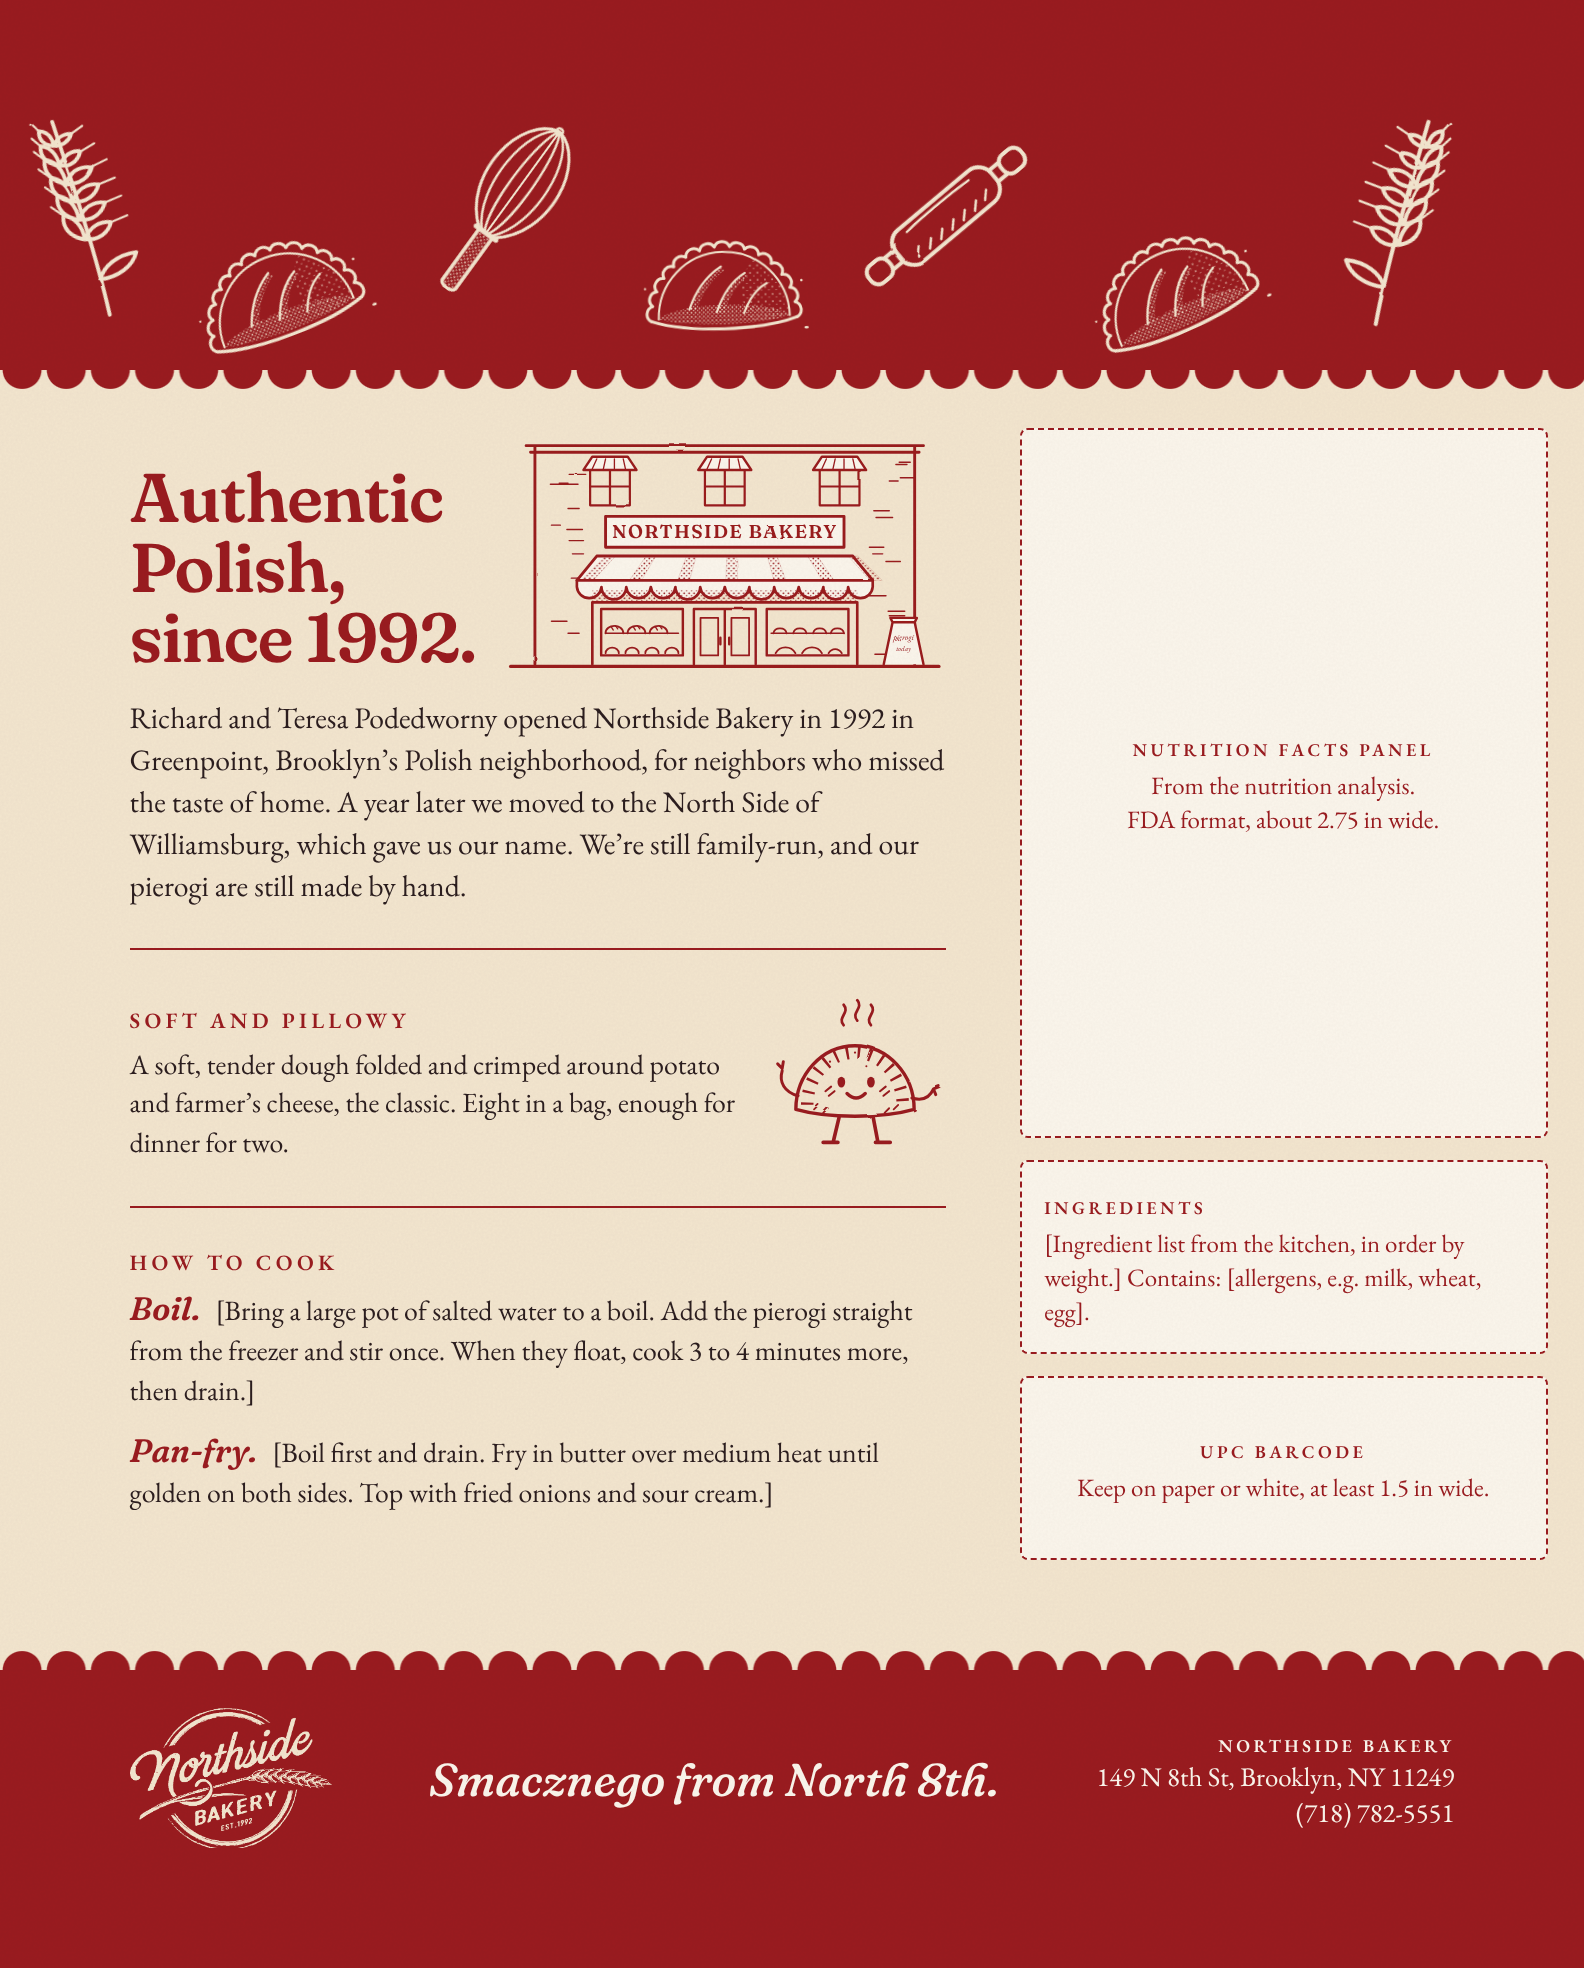 Authentic
Polish,
since 1992.
NORTHSIDE BAKERY
pierogi
today
Richard and Teresa Podedworny opened Northside Bakery in 1992 in
Greenpoint, Brooklyn’s Polish neighborhood, for neighbors who missed
the taste of home. A year later we moved to the North Side of
Williamsburg, which gave us our name. We’re still family-run, and our
pierogi are still made by hand.
SOFT AND PILLOWY
A soft, tender dough folded and crimped around potato
and farmer’s cheese, the classic. Eight in a bag, enough for
dinner for two.
HOW TO COOK
Boil. [Bring a large pot of salted water to a boil. Add the pierogi straight
from the freezer and stir once. When they float, cook 3 to 4 minutes more,
then drain.]
Pan-fry. [Boil first and drain. Fry in butter over medium heat until
golden on both sides. Top with fried onions and sour cream.]
NUTRITION FACTS PANEL
From the nutrition analysis.
FDA format, about 2.75 in wide.
INGREDIENTS
[Ingredient list from the kitchen, in order by
weight.] Contains: [allergens, e.g. milk, wheat,
egg].
UPC BARCODE
Keep on paper or white, at least 1.5 in wide.
Northside
BAKERY
EST. 1992
Smacznego from North 8th.
NORTHSIDE BAKERY
149 N 8th St, Brooklyn, NY 11249
(718) 782-5551